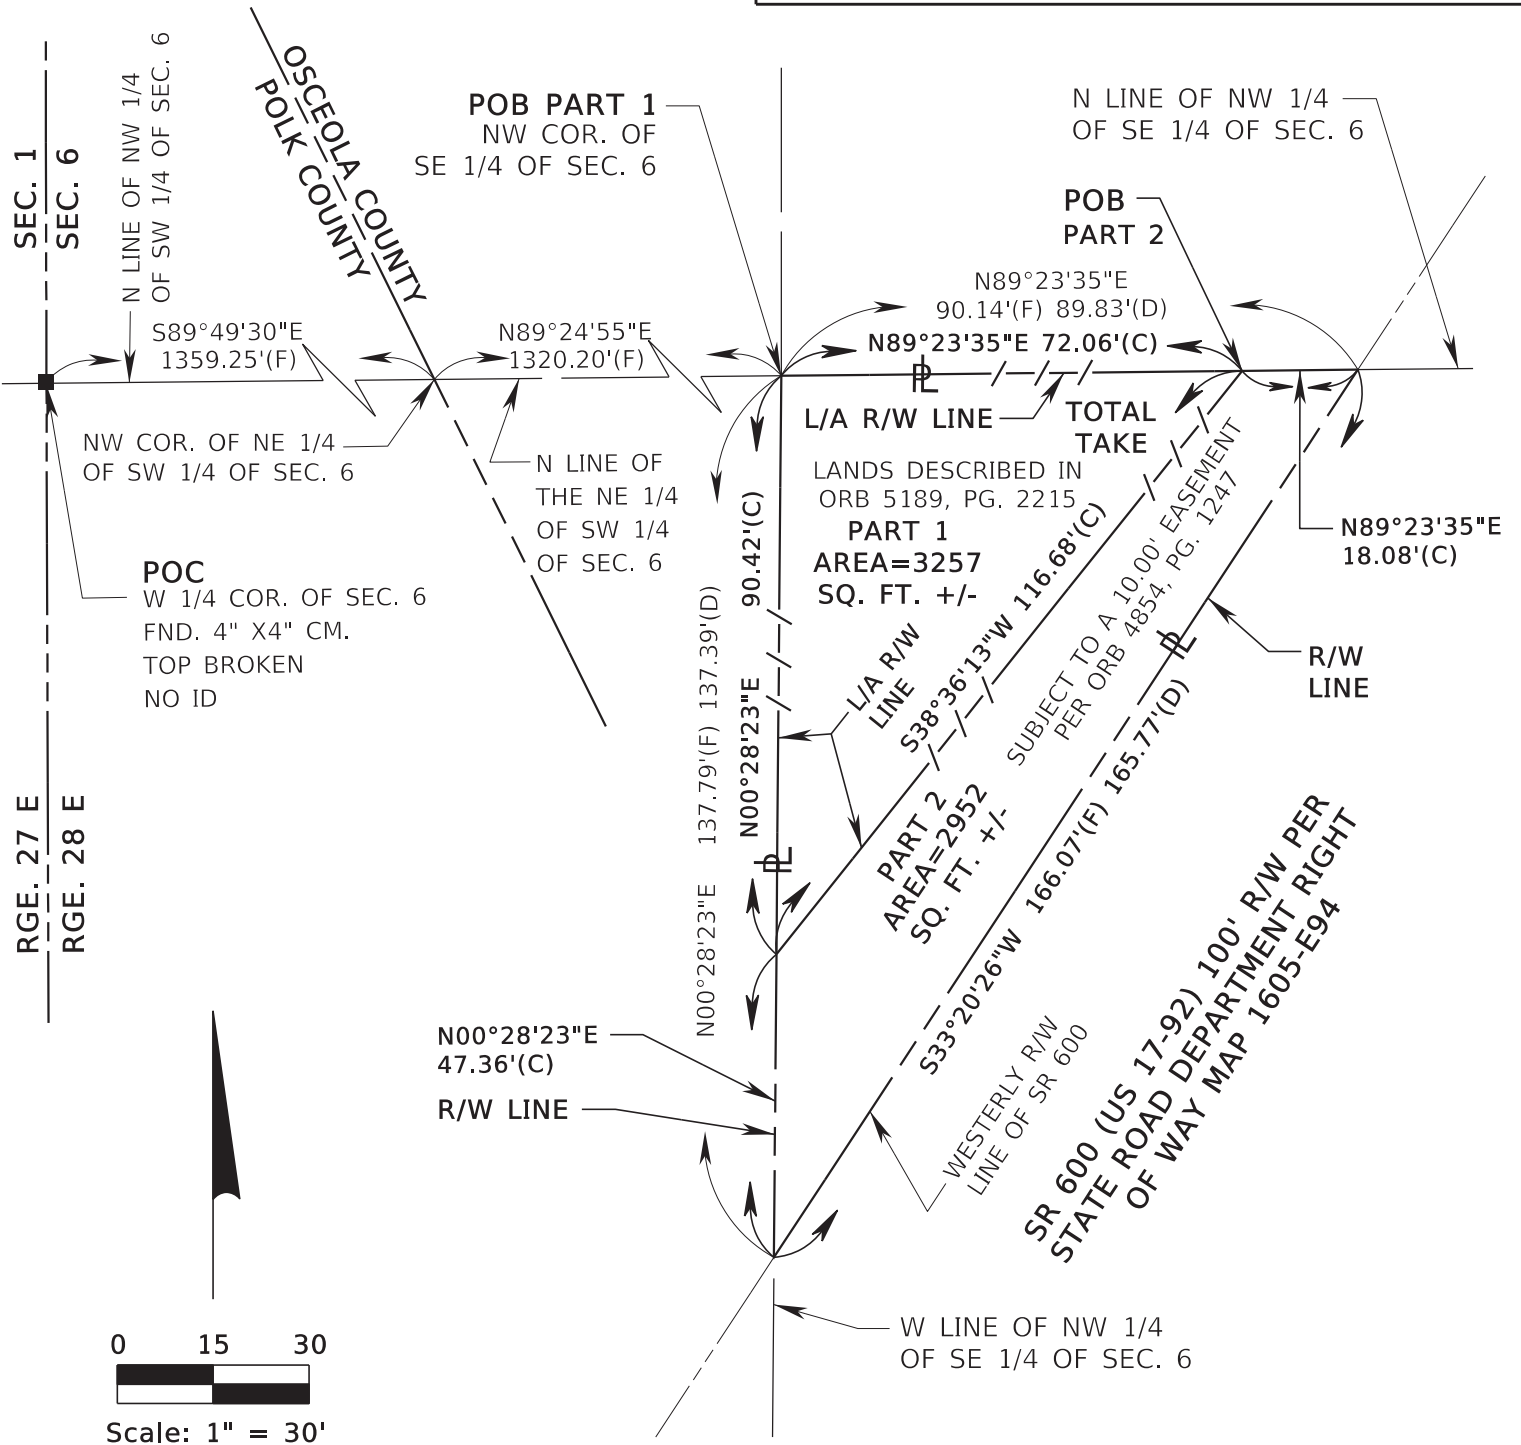 SEC. 1
SEC. 6
N LINE OF NW 1/4
OF SW 1/4 OF SEC. 6
OSCEOLA COUNTY
POLK COUNTY
POB PART 1
NW COR. OF
SE 1/4 OF SEC. 6
N LINE OF NW 1/4
OF SE 1/4 OF SEC. 6
POB
PART 2
S89°49'30"E
1359.25'(F)
N89°24'55"E
1320.20'(F)
N89°23'35"E
90.14'(F) 89.83'(D)
N89°23'35"E 72.06'(C)
PL
L/A R/W LINE
TOTAL
TAKE
NW COR. OF NE 1/4
OF SW 1/4 OF SEC. 6
N LINE OF
THE NE 1/4
OF SW 1/4
OF SEC. 6
LANDS DESCRIBED IN
ORB 5189, PG. 2215
PART 1
AREA=3257
SQ. FT. +/-
N89°23'35"E
18.08'(C)
POC
W 1/4 COR. OF SEC. 6
FND. 4" X4" CM.
TOP BROKEN
NO ID
N00°28'23"E 137.79'(F) 137.39'(D)
N00°28'23"E 90.42'(C)
L/A R/W
LINE
S38°36'13"W 116.68'(C)
SUBJECT TO A 10.00' EASEMENT
PER ORB 4854, PG. 1247
PL
R/W
LINE
PART 2
AREA=2952
SQ. FT. +/-
PL
S33°20'26"W 166.07'(F) 165.77'(D)
RGE. 27 E
RGE. 28 E
N00°28'23"E
47.36'(C)
R/W LINE
WESTERLY R/W
LINE OF SR 600
SR 600 (US 17-92) 100' R/W PER
STATE ROAD DEPARTMENT RIGHT
OF WAY MAP 1605-E94
W LINE OF NW 1/4
OF SE 1/4 OF SEC. 6
0 15 30
Scale: 1" = 30'